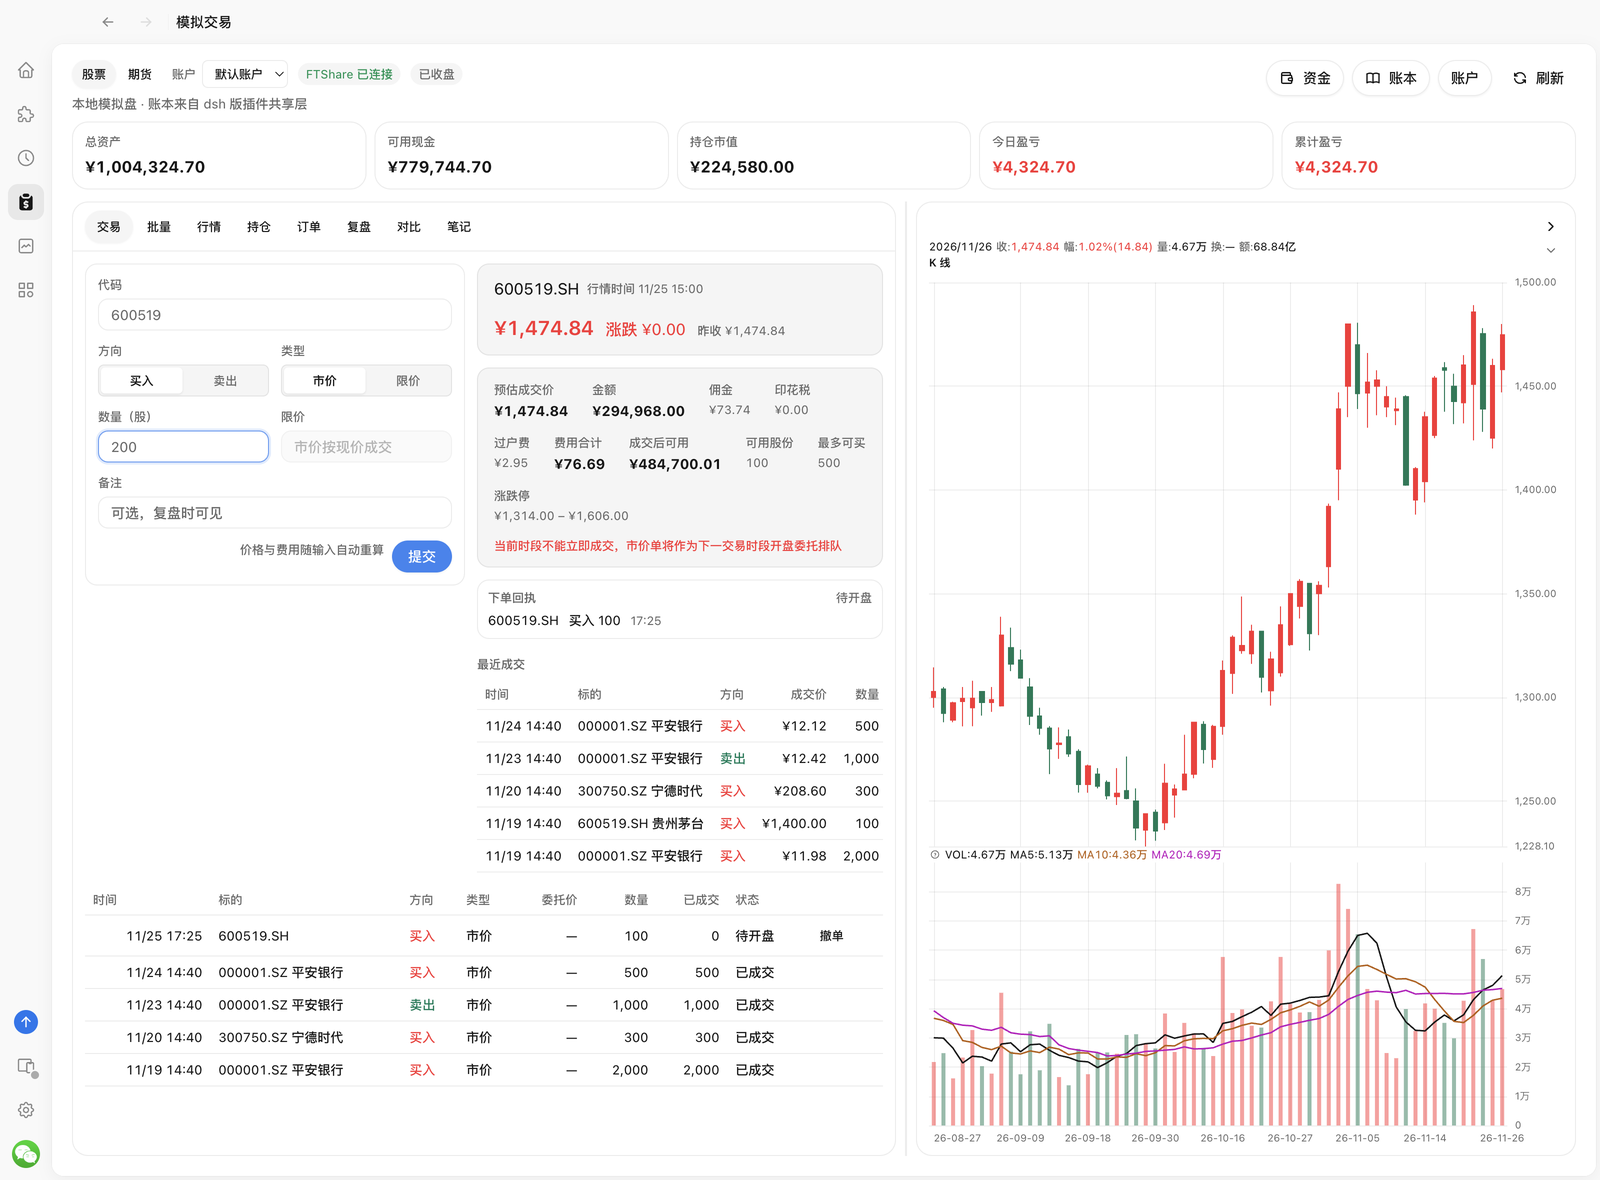 模拟交易
股票 期货 账户 默认账户 FTShare 已连接 已收盘
资金 账本 账户 刷新
本地模拟盘 · 账本来自 dsh 版插件共享层
总资产 可用现金 持仓市值 今日盈亏 累计盈亏
¥1,004,324.70 ¥779,744.70 ¥224,580.00 ¥4,324.70 ¥4,324.70
交易 批量 行情 持仓 订单 复盘 对比 笔记
代码
600519
方向 类型
买入 卖出 市价 限价
数量（股） 限价
200 市价按现价成交
备注
可选，复盘时可见
价格与费用随输入自动重算 提交
600519.SH 行情时间 11/25 15:00
¥1,474.84 涨跌 ¥0.00 昨收 ¥1,474.84
预估成交价 金额 佣金 印花税
¥1,474.84 ¥294,968.00 ¥73.74 ¥0.00
过户费 费用合计 成交后可用 可用股份 最多可买
¥2.95 ¥76.69 ¥484,700.01 100 500
涨跌停
¥1,314.00 – ¥1,606.00
当前时段不能立即成交，市价单将作为下一交易时段开盘委托排队
下单回执 待开盘
600519.SH 买入 100 17:25
最近成交
时间 标的 方向 成交价 数量
11/24 14:40 000001.SZ 平安银行 买入 ¥12.12 500
11/23 14:40 000001.SZ 平安银行 卖出 ¥12.42 1,000
11/20 14:40 300750.SZ 宁德时代 买入 ¥208.60 300
11/19 14:40 600519.SH 贵州茅台 买入 ¥1,400.00 100
11/19 14:40 000001.SZ 平安银行 买入 ¥11.98 2,000
时间 标的 方向 类型 委托价 数量 已成交 状态
11/25 17:25 600519.SH 买入 市价 — 100 0 待开盘 撤单
11/24 14:40 000001.SZ 平安银行 买入 市价 — 500 500 已成交
11/23 14:40 000001.SZ 平安银行 卖出 市价 — 1,000 1,000 已成交
11/20 14:40 300750.SZ 宁德时代 买入 市价 — 300 300 已成交
11/19 14:40 000001.SZ 平安银行 买入 市价 — 2,000 2,000 已成交
2026/11/26 收:1,474.84 幅:1.02%(14.84) 量:4.67万 换:— 额:68.84亿
K 线
1,500.00
1,450.00
1,400.00
1,350.00
1,300.00
1,250.00
1,228.10
VOL:4.67万 MA5:5.13万 MA10:4.36万 MA20:4.69万
8万
7万
6万
5万
4万
3万
2万
1万
0
26-08-27 26-09-09 26-09-18 26-09-30 26-10-16 26-10-27 26-11-05 26-11-14 26-11-26